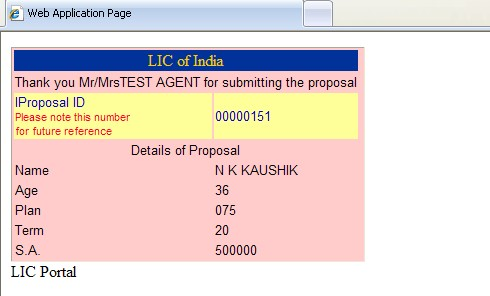 Web Application Page
LIC of India
Thank you Mr/MrsTEST AGENT for submitting the proposal
IProposal ID
Please note this number
for future reference
00000151
Details of Proposal
Name N K KAUSHIK
Age 36
Plan 075
Term 20
S.A. 500000
LIC Portal